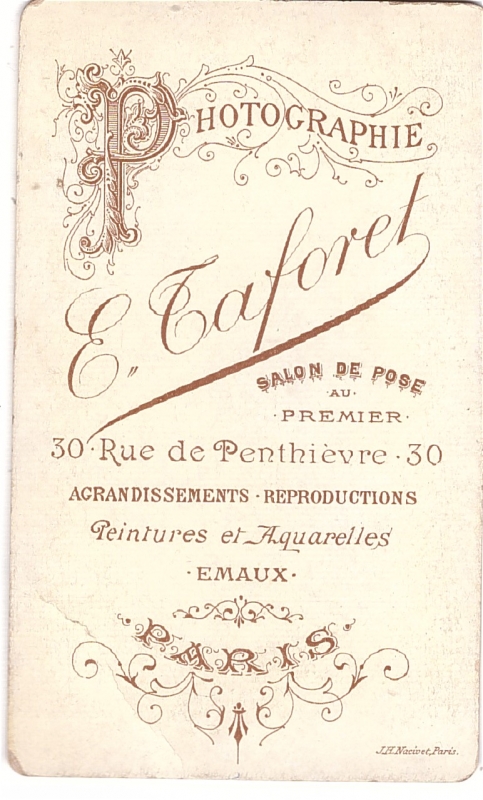 PHOTOGRAPHIE
E. Taforet
SALON DE POSE
·AU·
·PREMIER·
30·Rue de Penthièvre·30
AGRANDISSEMENTS·REPRODUCTIONS
Peintures et Aquarelles
·EMAUX·
·PARIS·
J.H. Nacivet, Paris.